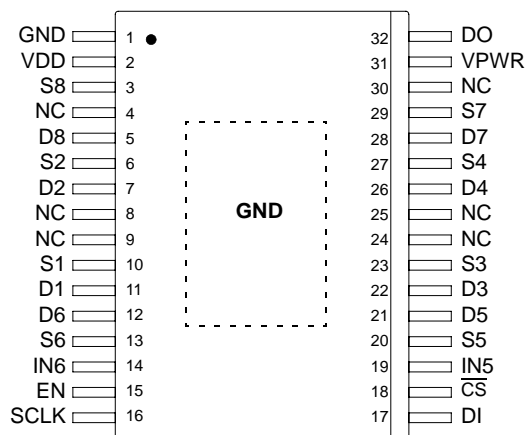 GND 1 32 DO
VDD 2 31 VPWR
S8 3 30 NC
NC 4 29 S7
D8 5 28 D7
S2 6 27 S4
D2 7 26 D4
NC 8 GND 25 NC
NC 9 24 NC
S1 10 23 S3
D1 11 22 D3
D6 12 21 D5
S6 13 20 S5
IN6 14 19 IN5
EN 15 18 C̅S̅
SCLK 16 17 DI